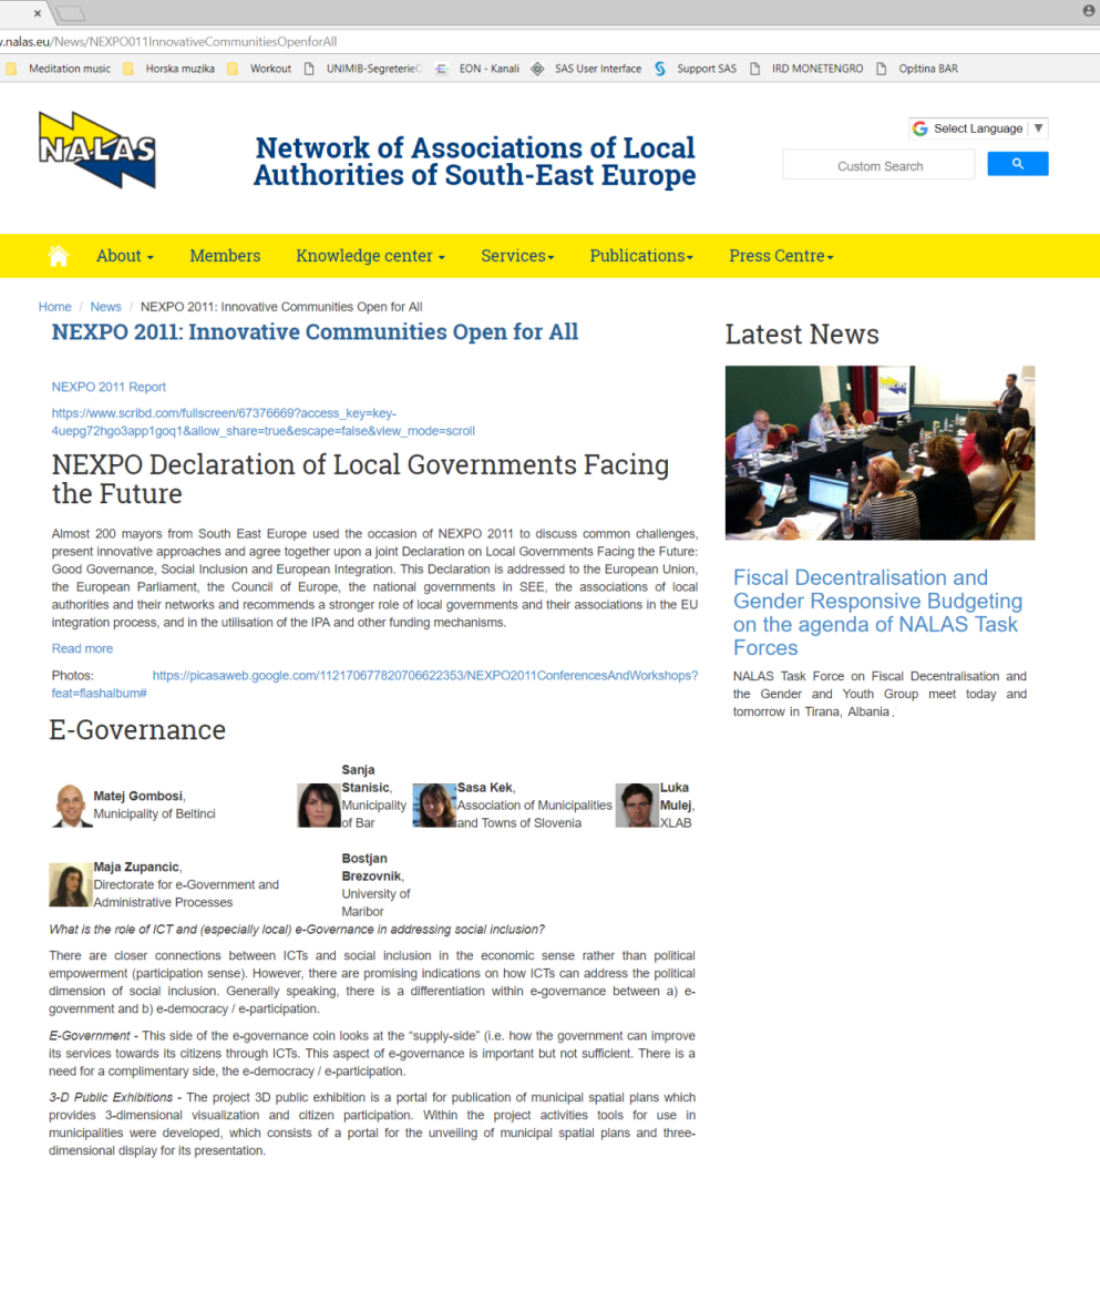 w.nalas.eu/News/NEXPO011InnovativeCommunitiesOpenforAll
Meditation music Horska muzika Workout UNIMIB-Segreterie EON - Kanali SAS User Interface Support SAS IRD MONETENGRO Opština BAR
NALAS
Network of Associations of Local
Authorities of South-East Europe
Select Language
Custom Search
About Members Knowledge center Services Publications Press Centre
Home / News / NEXPO 2011: Innovative Communities Open for All
NEXPO 2011: Innovative Communities Open for All
NEXPO 2011 Report
https://www.scribd.com/fullscreen/67376669?access_key=key-
4uepg72hgo3app1goq1&allow_share=true&escape=false&view_mode=scroll
NEXPO Declaration of Local Governments Facing
the Future
Almost 200 mayors from South East Europe used the occasion of NEXPO 2011 to discuss common challenges,
present innovative approaches and agree together upon a joint Declaration on Local Governments Facing the Future:
Good Governance, Social Inclusion and European Integration. This Declaration is addressed to the European Union,
the European Parliament, the Council of Europe, the national governments in SEE, the associations of local
authorities and their networks and recommends a stronger role of local governments and their associations in the EU
integration process, and in the utilisation of the IPA and other funding mechanisms.
Read more
Photos: https://picasaweb.google.com/112170677820706622353/NEXPO2011ConferencesAndWorkshops?
feat=flashalbum#
E-Governance
Matej Gombosi,
Municipality of Beltinci
Sanja
Stanisic,
Municipality
of Bar
Sasa Kek,
Association of Municipalities
and Towns of Slovenia
Luka
Mulej,
XLAB
Maja Zupancic,
Directorate for e-Government and
Administrative Processes
Bostjan
Brezovnik,
University of
Maribor
What is the role of ICT and (especially local) e-Governance in addressing social inclusion?
There are closer connections between ICTs and social inclusion in the economic sense rather than political
empowerment (participation sense). However, there are promising indications on how ICTs can address the political
dimension of social inclusion. Generally speaking, there is a differentiation within e-governance between a) e-
government and b) e-democracy / e-participation.
E-Government - This side of the e-governance coin looks at the “supply-side” (i.e. how the government can improve
its services towards its citizens through ICTs. This aspect of e-governance is important but not sufficient. There is a
need for a complimentary side, the e-democracy / e-participation.
3-D Public Exhibitions - The project 3D public exhibition is a portal for publication of municipal spatial plans which
provides 3-dimensional visualization and citizen participation. Within the project activities tools for use in
municipalities were developed, which consists of a portal for the unveiling of municipal spatial plans and three-
dimensional display for its presentation.
Latest News
Fiscal Decentralisation and
Gender Responsive Budgeting
on the agenda of NALAS Task
Forces
NALAS Task Force on Fiscal Decentralisation and
the Gender and Youth Group meet today and
tomorrow in Tirana, Albania .